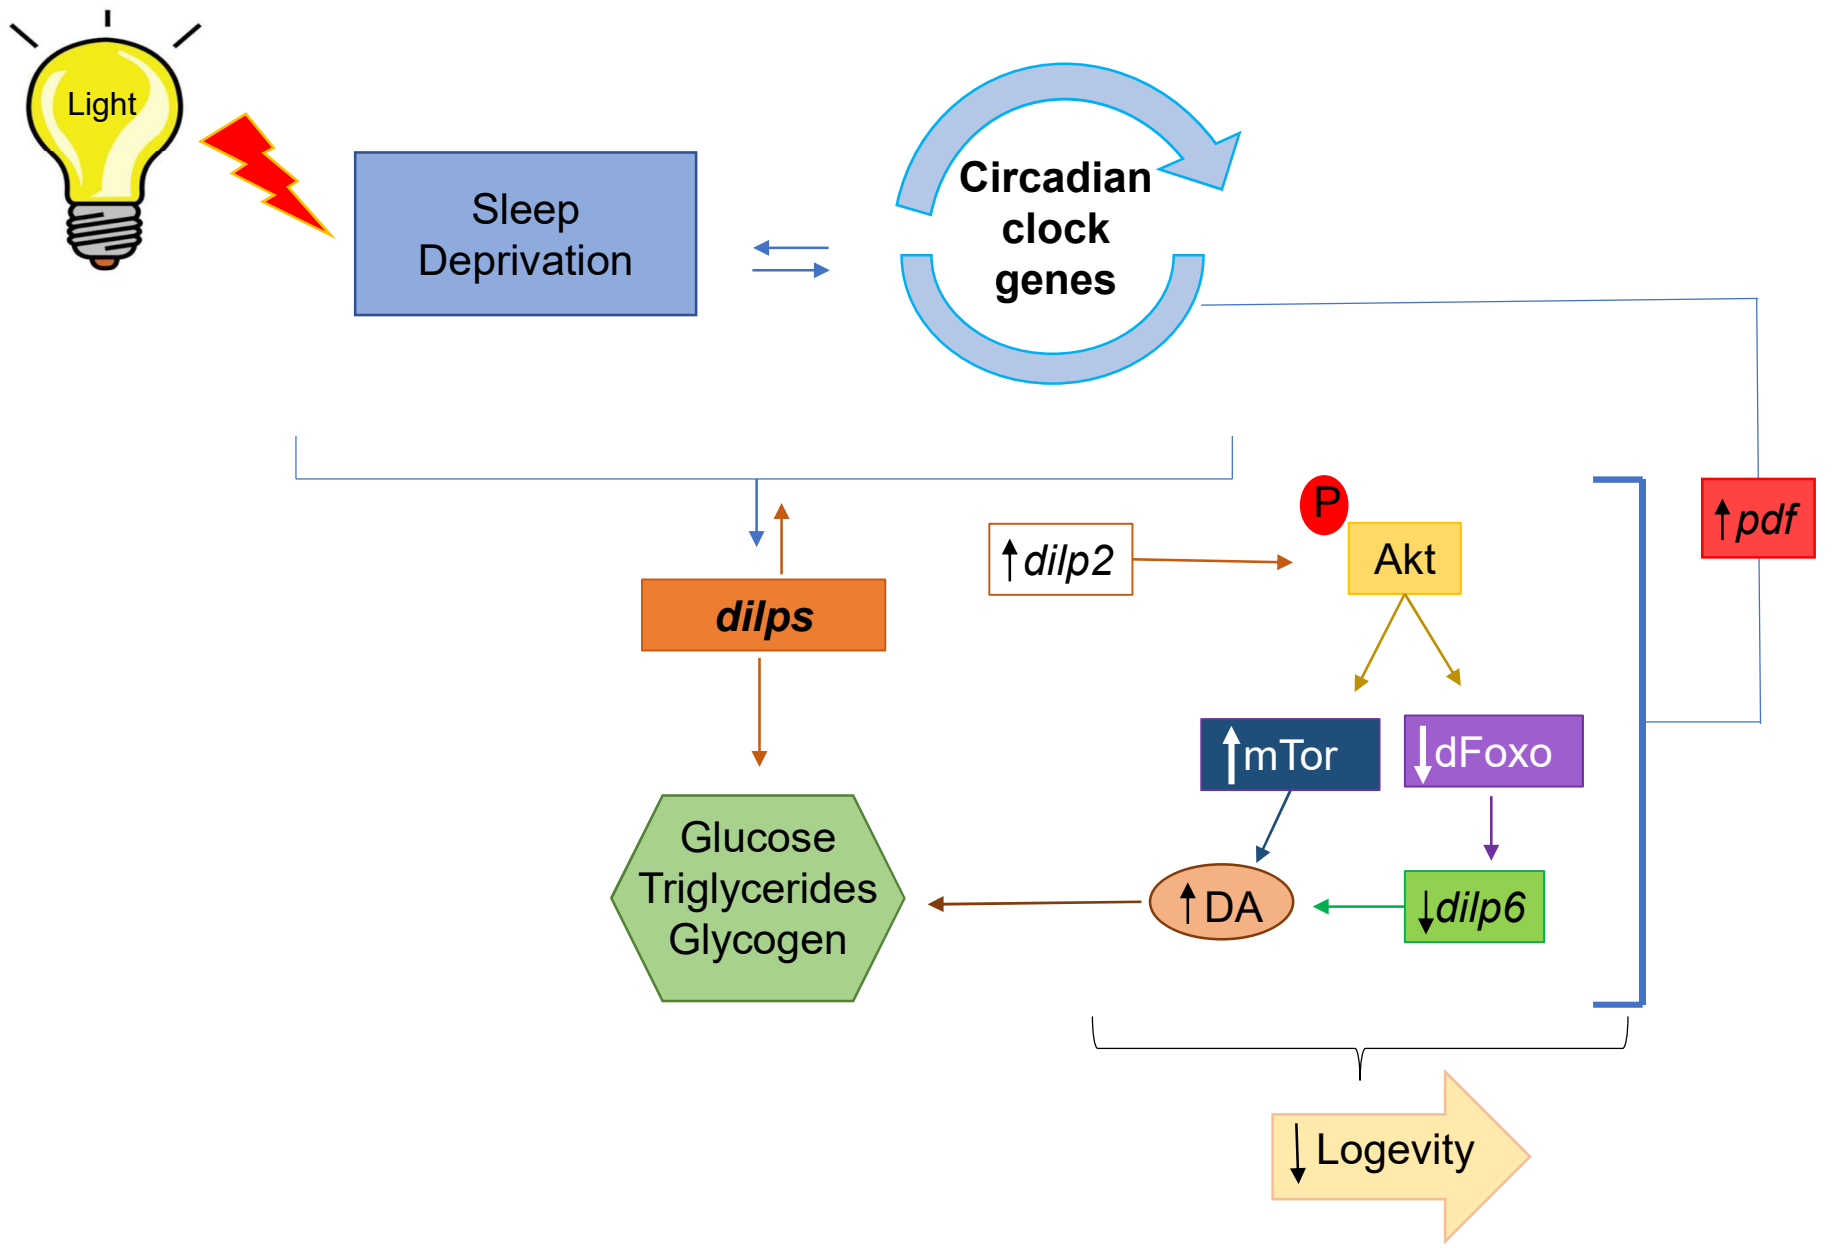 Light
Sleep
Deprivation
Circadian
clock
genes
P
↑pdf
↑dilp2
Akt
dilps
↑mTor
↓dFoxo
Glucose
Triglycerides
Glycogen
↑DA
↓dilp6
↓Logevity